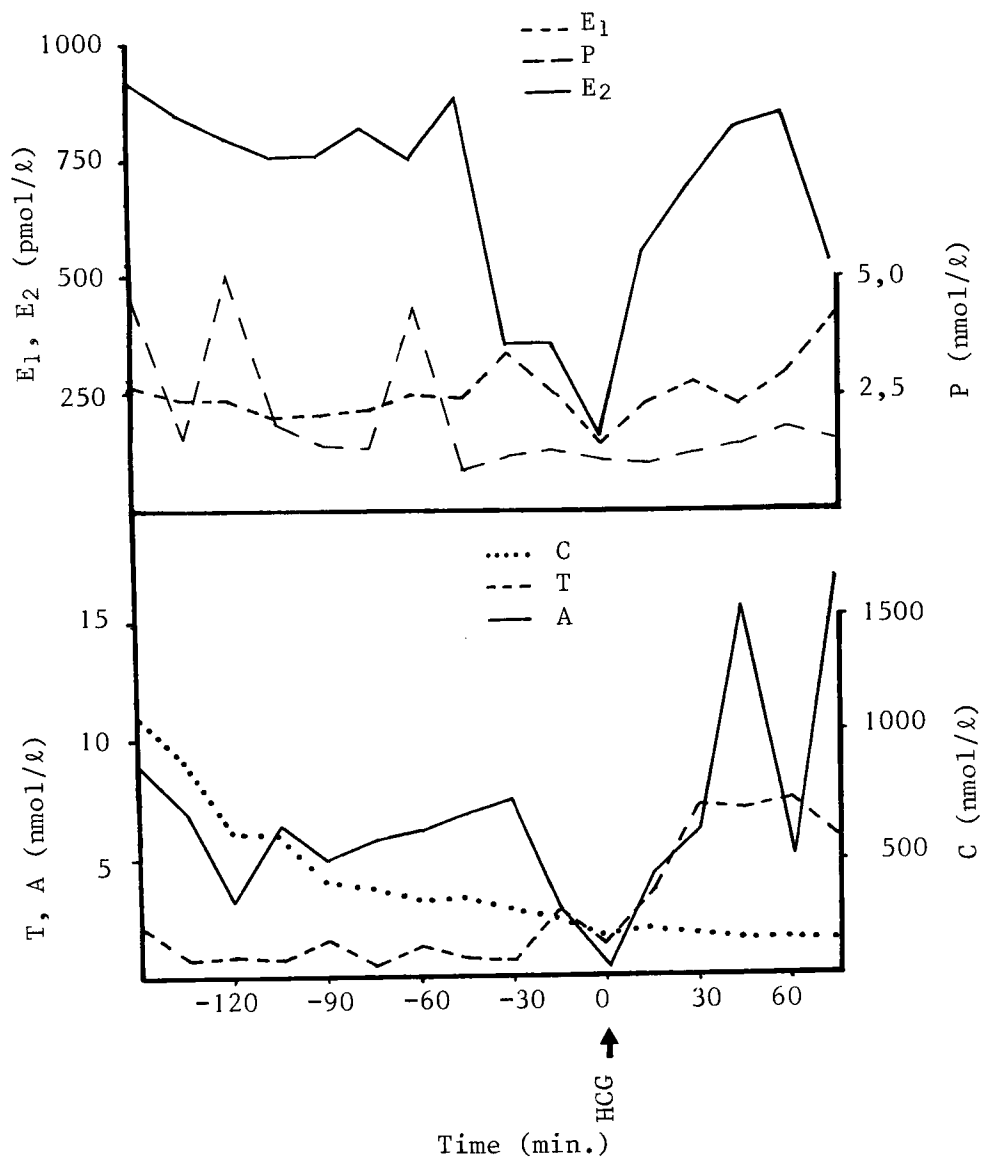 E1
P
E2
1000
750
500
250
E1, E2 (pmol/ℓ)
5,0
2,5
P (nmol/ℓ)
C
T
A
15
10
5
T, A (nmol/ℓ)
1500
1000
500
C (nmol/ℓ)
-120 -90 -60 -30 0 30 60
HCG
Time (min.)